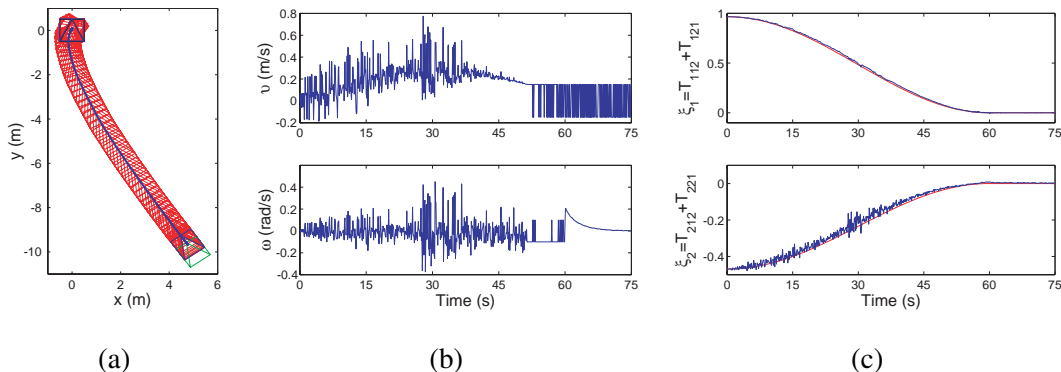 0
-2
-4
-6
-8
-10
y (m)
0 2 4 6
x (m)
(a)
0.8
0.6
0.4
0.2
0
-0.2
υ (m/s)
0 15 30 45 60 75
0.4
0.2
0
-0.2
-0.4
ω (rad/s)
0 15 30 45 60 75
Time (s)
(b)
1
0.5
0
ξ1=T112+T121
0 15 30 45 60 75
0
-0.2
-0.4
ξ2=T212+T221
0 15 30 45 60 75
Time (s)
(c)